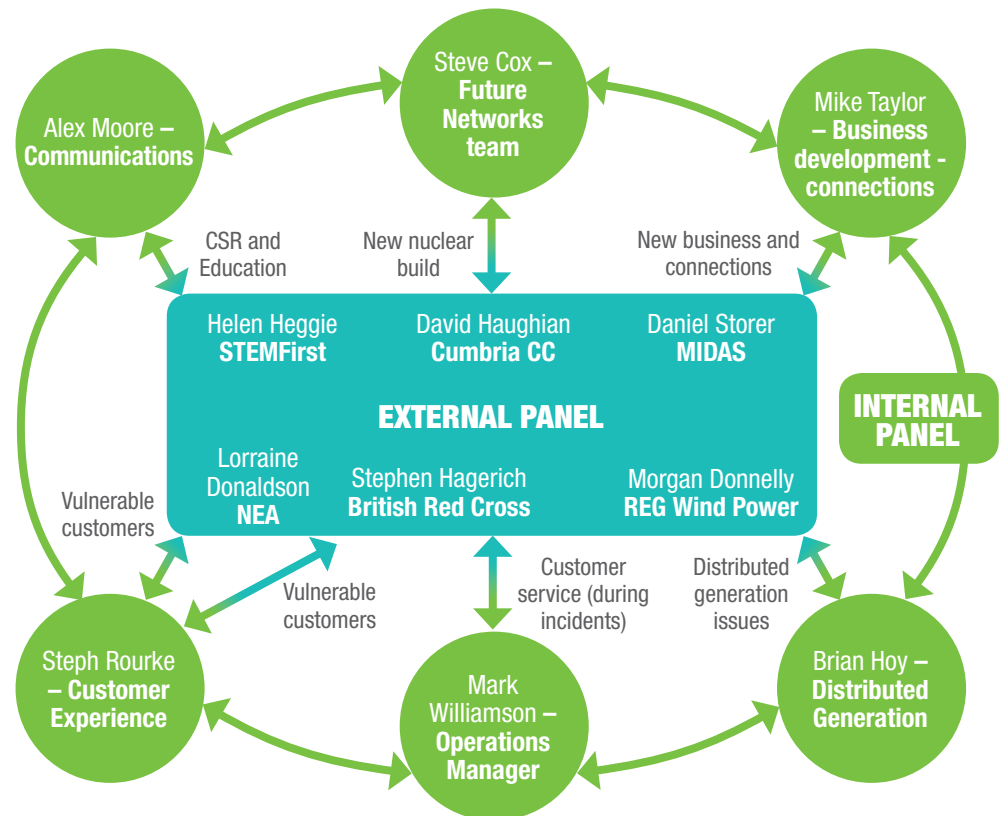 Steve Cox –
Future
Networks
team
Alex Moore –
Communications
Mike Taylor
– Business
development -
connections
CSR and
Education
New nuclear
build
New business and
connections
Helen Heggie
STEMFirst
David Haughian
Cumbria CC
Daniel Storer
MIDAS
EXTERNAL PANEL
INTERNAL
PANEL
Lorraine
Donaldson
NEA
Stephen Hagerich
British Red Cross
Morgan Donnelly
REG Wind Power
Vulnerable
customers
Vulnerable
customers
Customer
service (during
incidents)
Distributed
generation
issues
Steph Rourke
– Customer
Experience
Mark
Williamson –
Operations
Manager
Brian Hoy –
Distributed
Generation